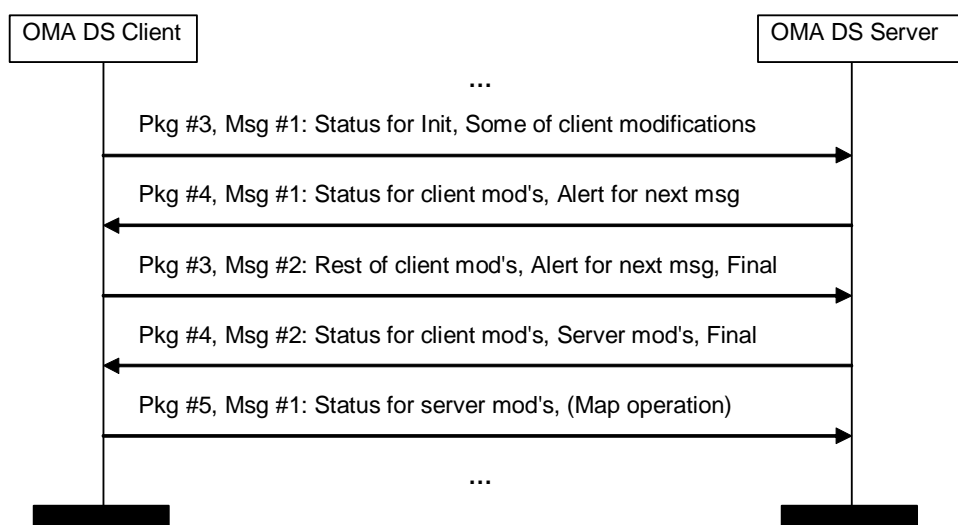 OMA DS Client
OMA DS Server
...
Pkg #3, Msg #1: Status for Init, Some of client modifications
Pkg #4, Msg #1: Status for client mod's, Alert for next msg
Pkg #3, Msg #2: Rest of client mod's, Alert for next msg, Final
Pkg #4, Msg #2: Status for client mod's, Server mod's, Final
Pkg #5, Msg #1: Status for server mod's, (Map operation)
...